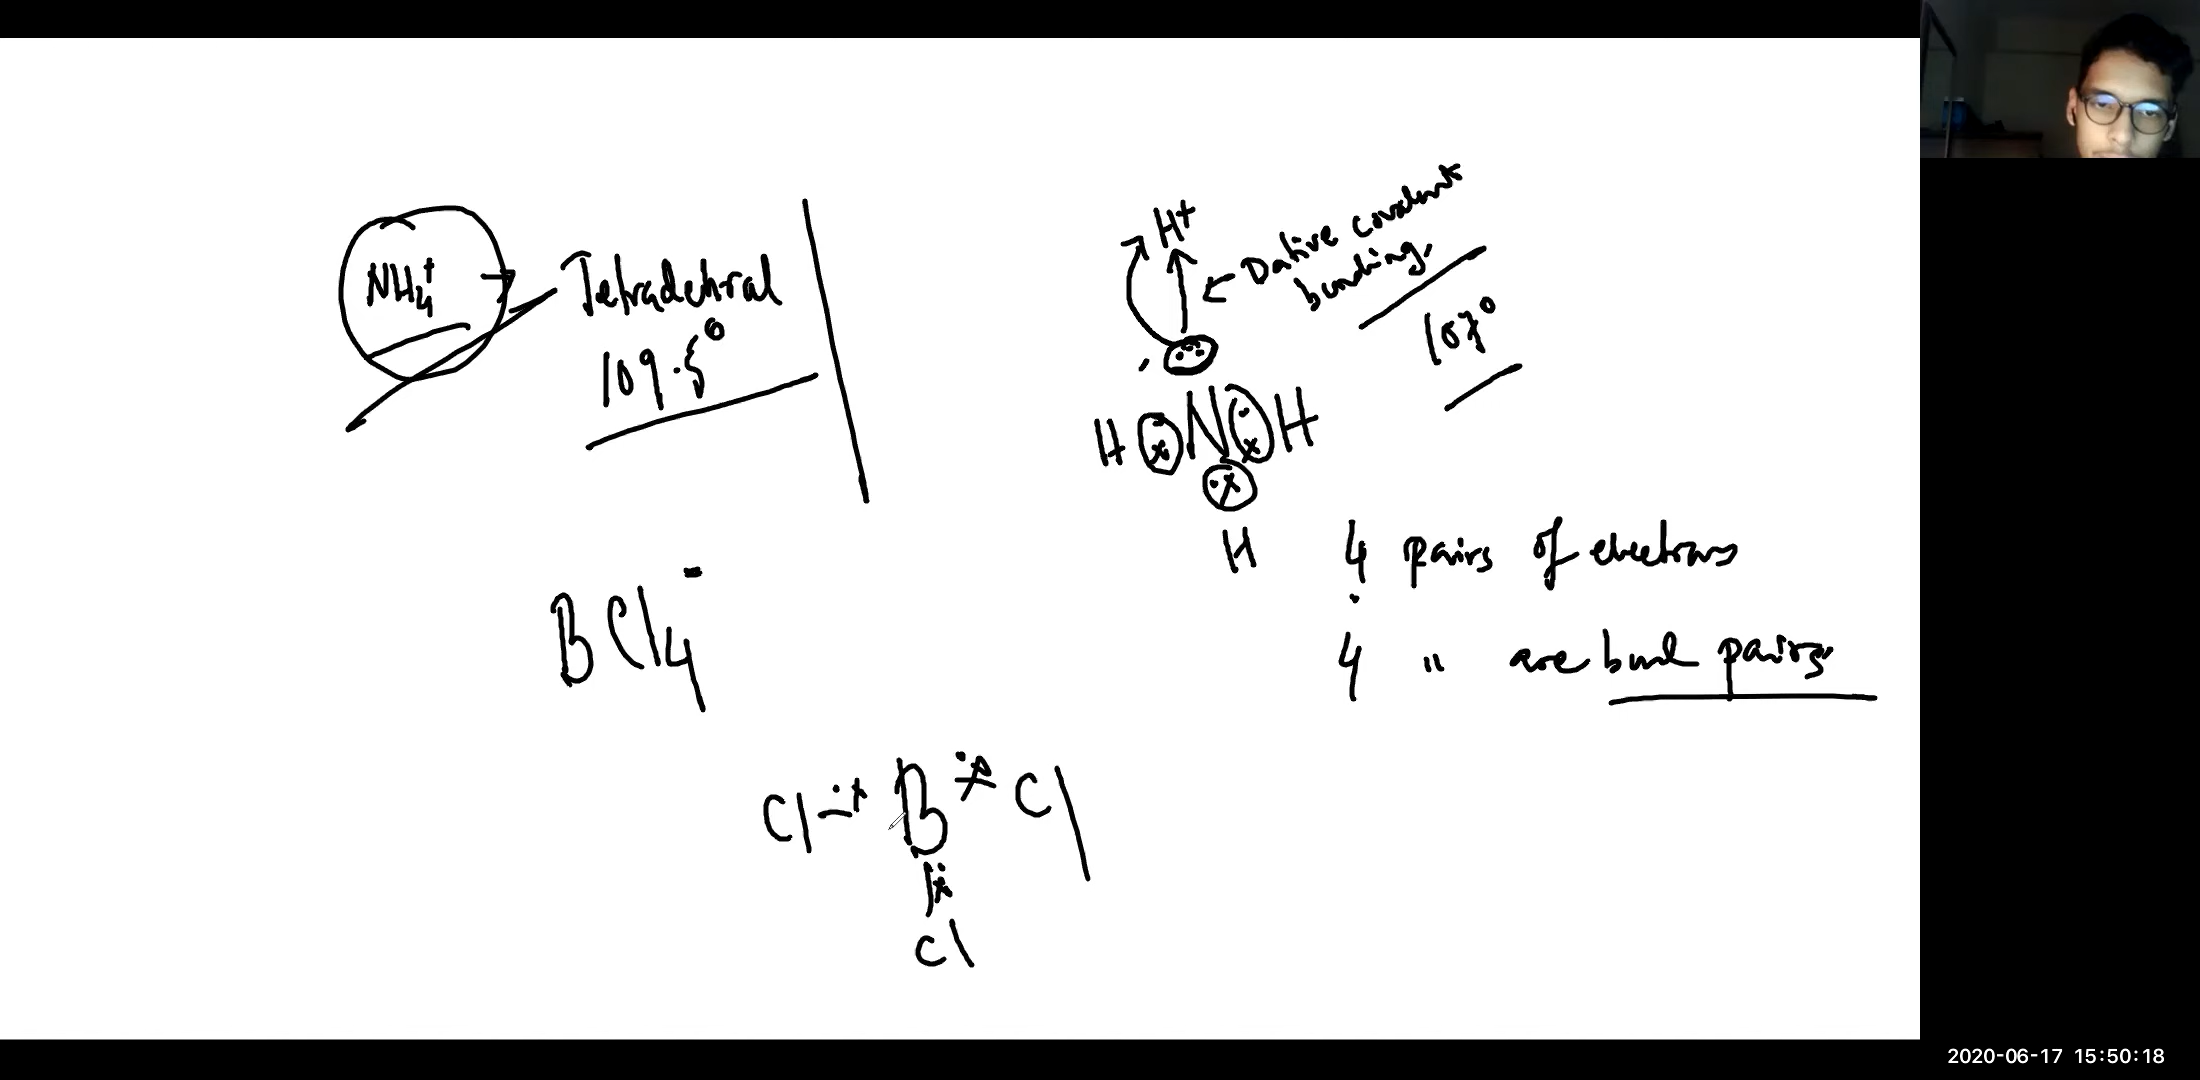 NH4+ → Tetradehral
109.5°
H+
Dative covalent
bonding.
107°
H N H
H
4 pairs of electrons
4 " are bond pairs
BCl4-
Cl B Cl
Cl
2020-06-17 15:50:18